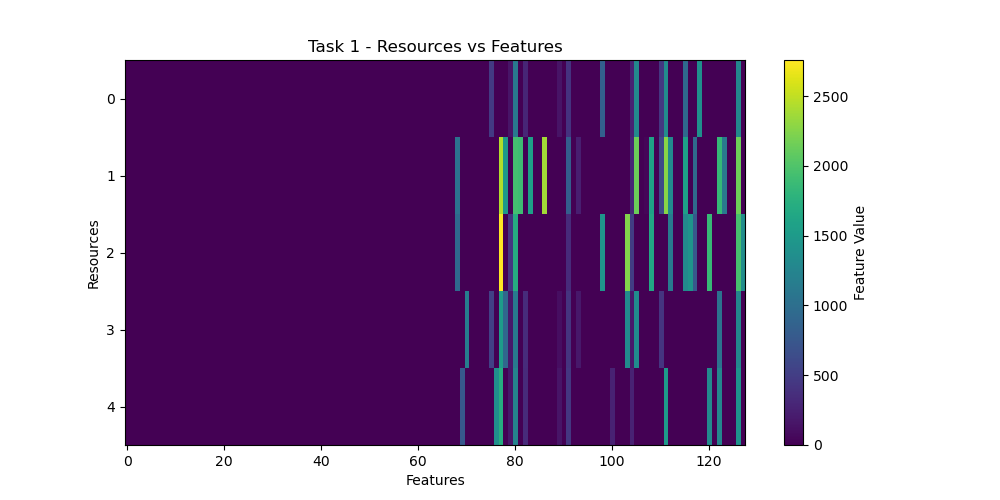 Task 1 - Resources vs Features
0
1
2
3
4
Resources
0 20 40 60 80 100 120
Features
2500
2000
1500
1000
500
0
Feature Value